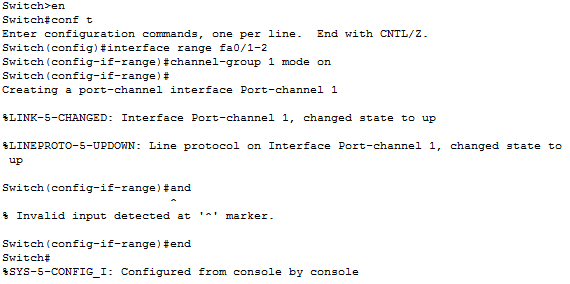 Switch>en
Switch#conf t
Enter configuration commands, one per line.  End with CNTL/Z.
Switch(config)#interface range fa0/1-2
Switch(config-if-range)#channel-group 1 mode on
Switch(config-if-range)#
Creating a port-channel interface Port-channel 1
%LINK-5-CHANGED: Interface Port-channel 1, changed state to up
%LINEPROTO-5-UPDOWN: Line protocol on Interface Port-channel 1, changed state to
up
Switch(config-if-range)#and
^
% Invalid input detected at '^' marker.
Switch(config-if-range)#end
Switch#
%SYS-5-CONFIG_I: Configured from console by console